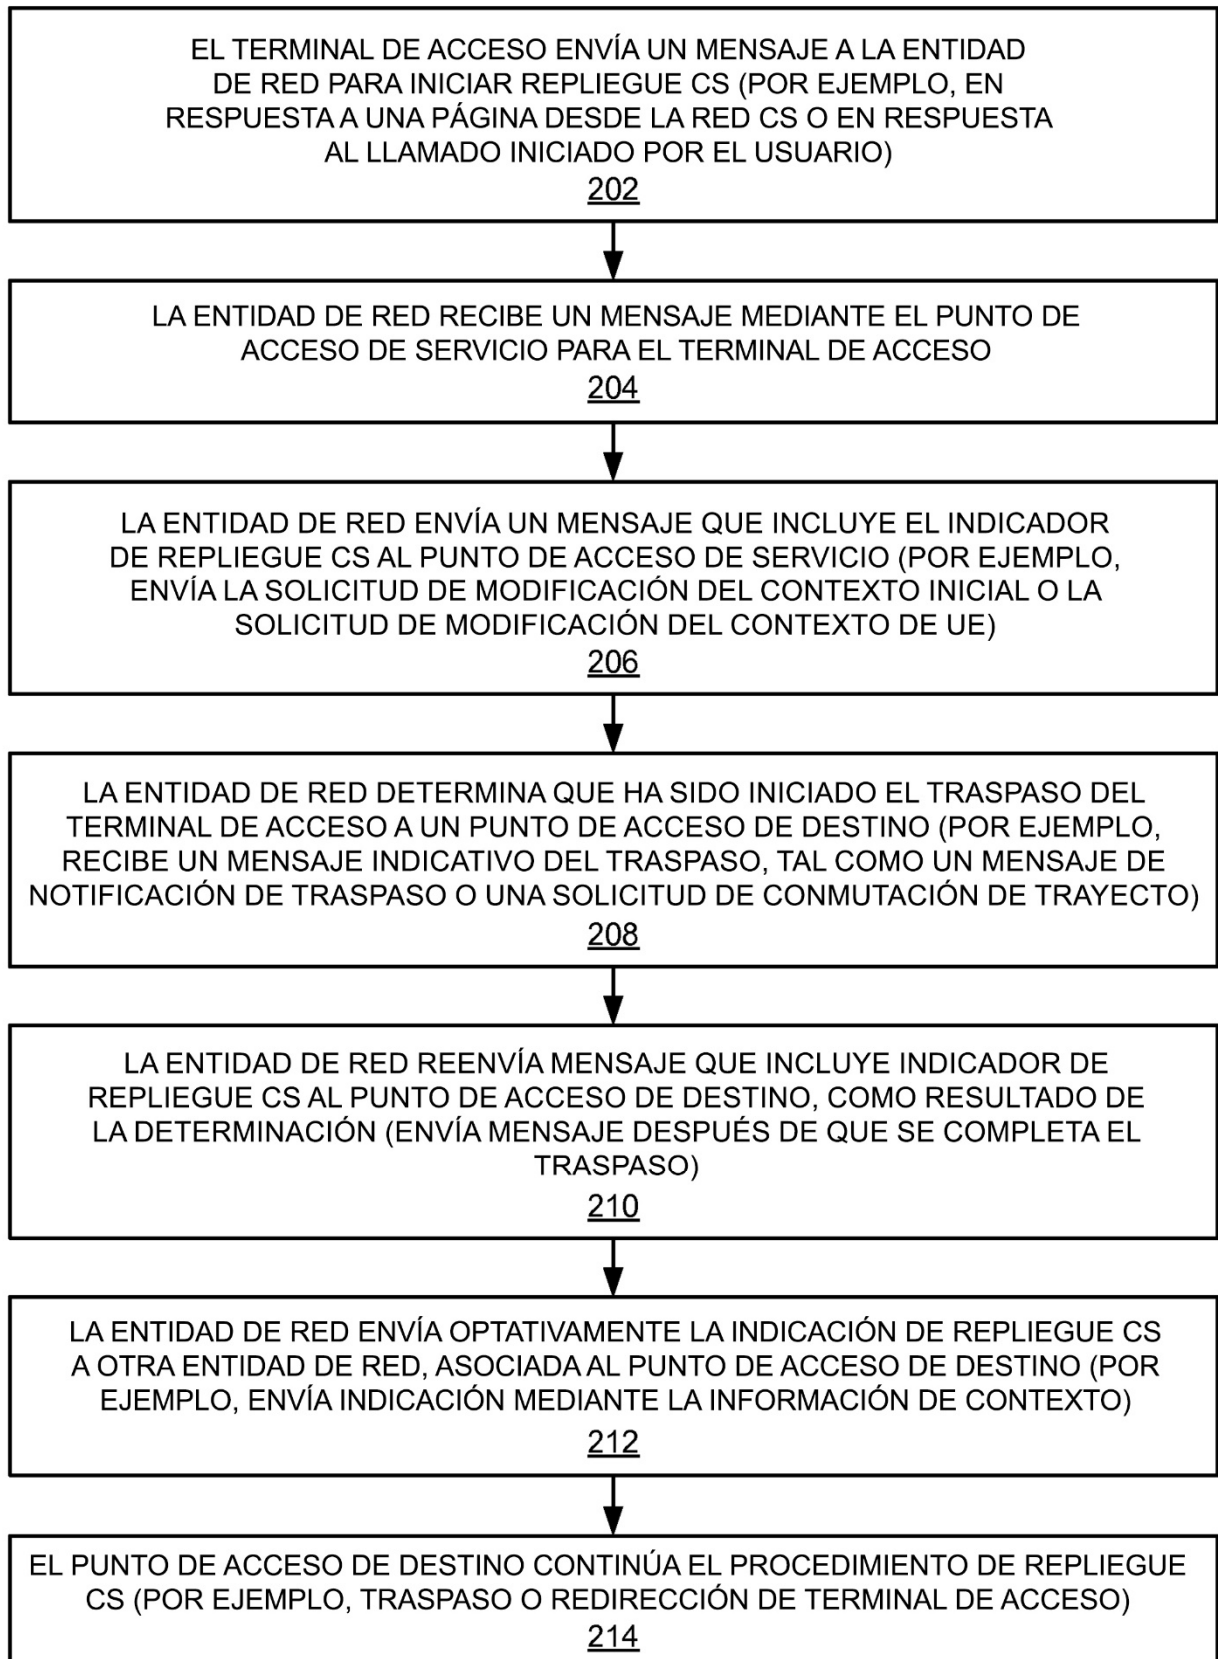 EL TERMINAL DE ACCESO ENVÍA UN MENSAJE A LA ENTIDAD
DE RED PARA INICIAR REPLIEGUE CS (POR EJEMPLO, EN
RESPUESTA A UNA PÁGINA DESDE LA RED CS O EN RESPUESTA
AL LLAMADO INICIADO POR EL USUARIO)
202
LA ENTIDAD DE RED RECIBE UN MENSAJE MEDIANTE EL PUNTO DE
ACCESO DE SERVICIO PARA EL TERMINAL DE ACCESO
204
LA ENTIDAD DE RED ENVÍA UN MENSAJE QUE INCLUYE EL INDICADOR
DE REPLIEGUE CS AL PUNTO DE ACCESO DE SERVICIO (POR EJEMPLO,
ENVÍA LA SOLICITUD DE MODIFICACIÓN DEL CONTEXTO INICIAL O LA
SOLICITUD DE MODIFICACIÓN DEL CONTEXTO DE UE)
206
LA ENTIDAD DE RED DETERMINA QUE HA SIDO INICIADO EL TRASPASO DEL
TERMINAL DE ACCESO A UN PUNTO DE ACCESO DE DESTINO (POR EJEMPLO,
RECIBE UN MENSAJE INDICATIVO DEL TRASPASO, TAL COMO UN MENSAJE DE
NOTIFICACIÓN DE TRASPASO O UNA SOLICITUD DE CONMUTACIÓN DE TRAYECTO)
208
LA ENTIDAD DE RED REENVÍA MENSAJE QUE INCLUYE INDICADOR DE
REPLIEGUE CS AL PUNTO DE ACCESO DE DESTINO, COMO RESULTADO DE
LA DETERMINACIÓN (ENVÍA MENSAJE DESPUÉS DE QUE SE COMPLETA EL
TRASPASO)
210
LA ENTIDAD DE RED ENVÍA OPTATIVAMENTE LA INDICACIÓN DE REPLIEGUE CS
A OTRA ENTIDAD DE RED, ASOCIADA AL PUNTO DE ACCESO DE DESTINO (POR
EJEMPLO, ENVÍA INDICACIÓN MEDIANTE LA INFORMACIÓN DE CONTEXTO)
212
EL PUNTO DE ACCESO DE DESTINO CONTINÚA EL PROCEDIMIENTO DE REPLIEGUE
CS (POR EJEMPLO, TRASPASO O REDIRECCIÓN DE TERMINAL DE ACCESO)
214